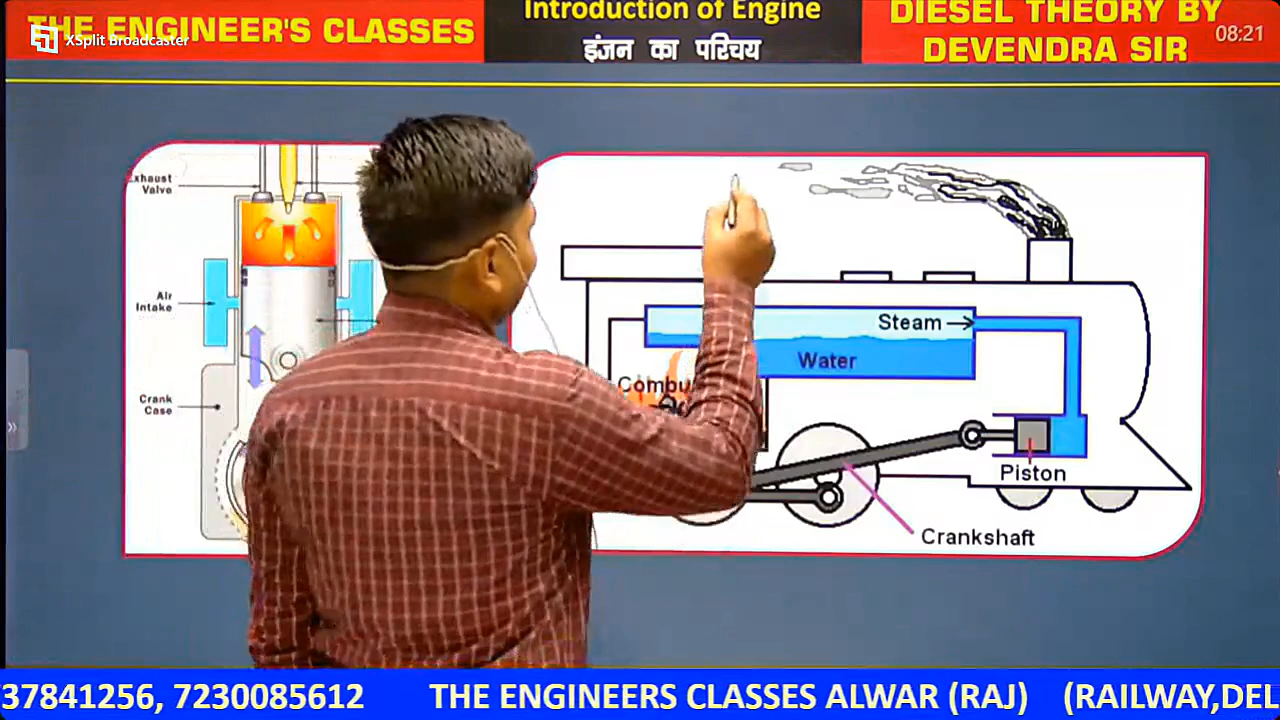 THE ENGINEER'S CLASSES
XSplit Broadcaster
Introduction of Engine
इंजन का परिचय
DIESEL THEORY BY
DEVENDRA SIR
08:21
Exhaust
Valve
Air
Intake
Crank
Case
Steam
Water
Combu
Piston
Crankshaft
37841256, 7230085612 THE ENGINEERS CLASSES ALWAR (RAJ) (RAILWAY,DEL